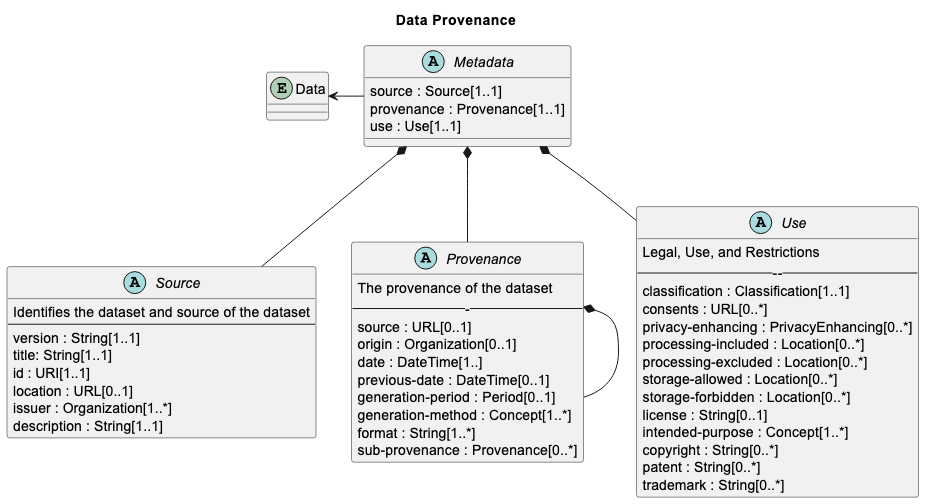 Data Provenance
A Metadata
source : Source[1..1]
provenance : Provenance[1..1]
use : Use[1..1]
E Data
A Source
Identifies the dataset and source of the dataset
version : String[1..1]
title: String[1..1]
id : URI[1..1]
location : URL[0..1]
issuer : Organization[1..*]
description : String[1..1]
A Provenance
The provenance of the dataset
-
source : URL[0..1]
origin : Organization[0..1]
date : DateTime[1..]
previous-date : DateTime[0..1]
generation-period : Period[0..1]
generation-method : Concept[1..*]
format : String[1..*]
sub-provenance : Provenance[0..*]
A Use
Legal, Use, and Restrictions
--
classification : Classification[1..1]
consents : URL[0..*]
privacy-enhancing : PrivacyEnhancing[0..*]
processing-included : Location[0..*]
processing-excluded : Location[0..*]
storage-allowed : Location[0..*]
storage-forbidden : Location[0..*]
license : String[0..1]
intended-purpose : Concept[1..*]
copyright : String[0..*]
patent : String[0..*]
trademark : String[0..*]